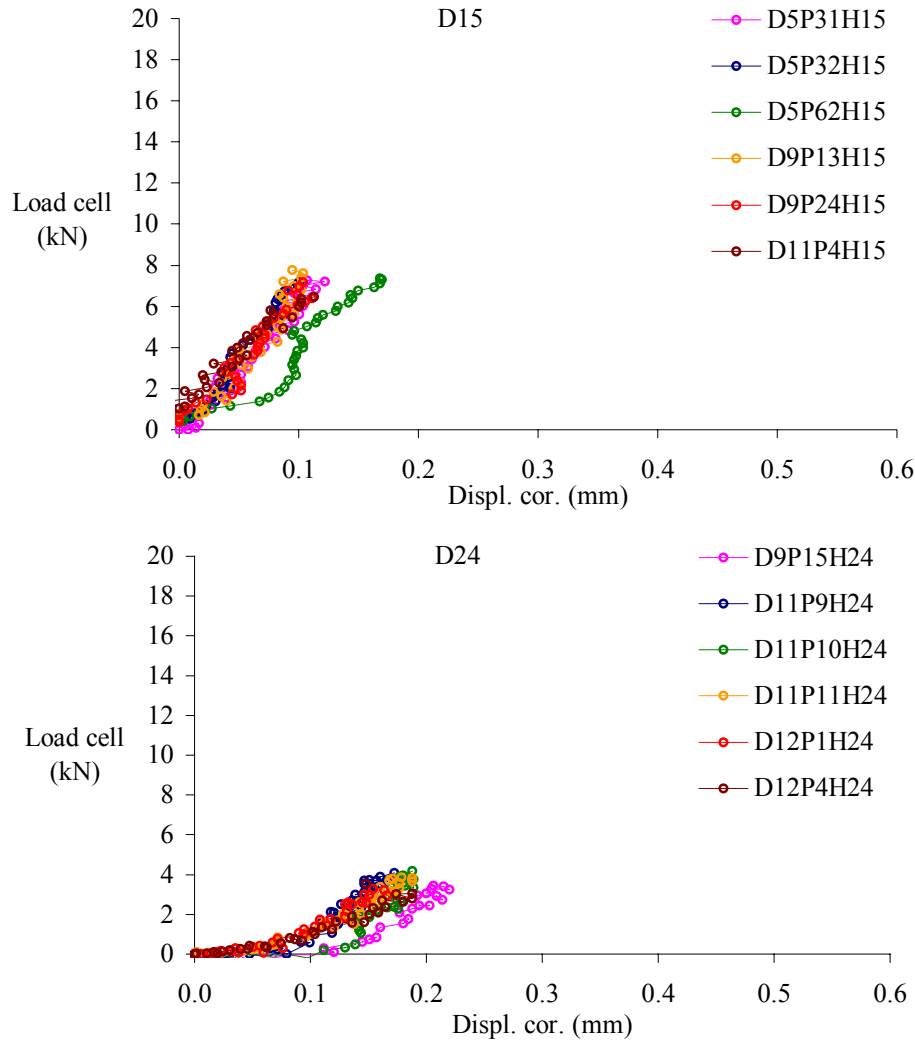 D15
20
18
16
14
12
10
8
6
4
2
0
Load cell
(kN)
0.0 0.1 0.2 0.3 0.4 0.5 0.6
Displ. cor. (mm)
D5P31H15
D5P32H15
D5P62H15
D9P13H15
D9P24H15
D11P4H15
D24
20
18
16
14
12
10
8
6
4
2
0
Load cell
(kN)
0.0 0.1 0.2 0.3 0.4 0.5 0.6
Displ. cor. (mm)
D9P15H24
D11P9H24
D11P10H24
D11P11H24
D12P1H24
D12P4H24